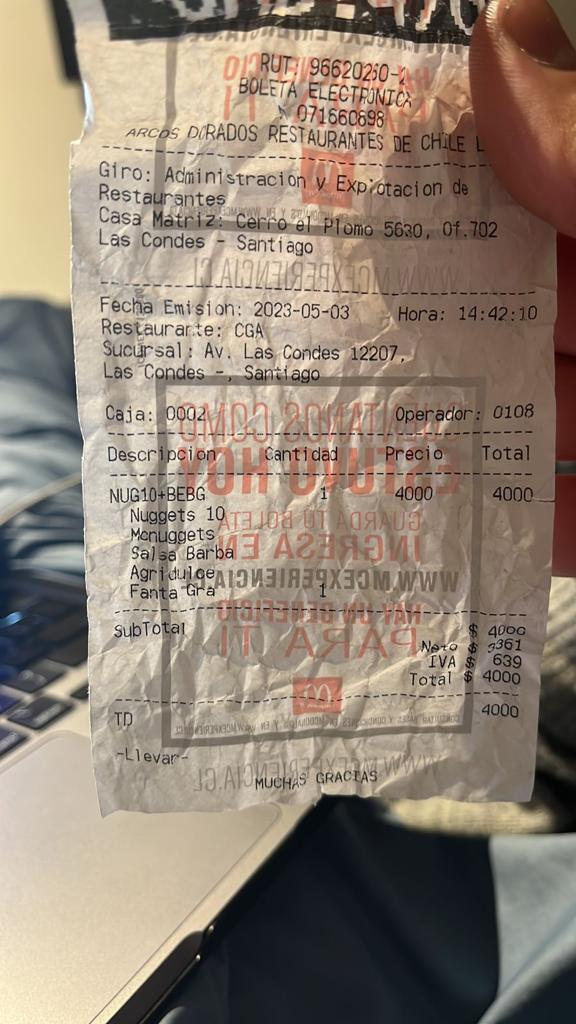 RUT: 96620260-2
BOLETA ELECTRONICA
071660898
ARCOS DORADOS RESTAURANTES DE CHILE L
Giro: Administracion y Explotacion de
Restaurantes
Casa Matriz: Cerro el Plomo 5630, Of.702
Las Condes - Santiago
Fecha Emision: 2023-05-03 Hora: 14:42:10
Restaurante: CGA
Sucursal: Av. Las Condes 12207,
Las Condes -, Santiago
Caja: 0002 Operador: 0108
Descripcion Cantidad Precio Total
NUG10+BEBG 1 4000 4000
Nuggets 10
Mcnuggets
Salsa Barba
Agridulce
Fanta Gra 1
SubTotal $ 4000
Neto $ 3361
IVA $ 639
Total $ 4000
TD 4000
-Llevar-
MUCHAS GRACIAS
CUENTANOS COMO
ESTUVO HOY
GUARDA TU BOLETA
INGRESA EN
WWW.MCEXPERIENCIA.CL
HAY UN BENEFICIO
PARA TI
WWW.MCEXPERIENCIA.CL